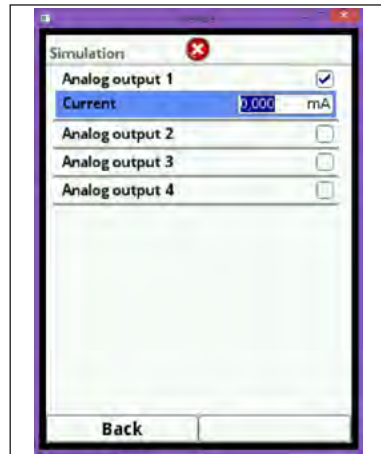 Simulation
Analog output 1
Current 0,000 mA
Analog output 2
Analog output 3
Analog output 4
Back